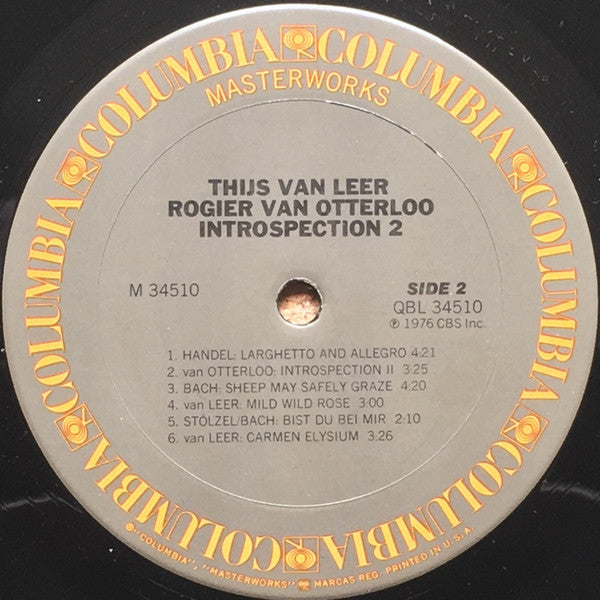 COLUMBIA COLUMBIA COLUMBIA COLUMBIA COLUMBIA COLUMBIA COLUMBIA COLUMBIA
MASTERWORKS
THIJS VAN LEER
ROGIER VAN OTTERLOO
INTROSPECTION 2
M 34510
SIDE 2
QBL 34510
℗ 1976 CBS Inc.
1. HANDEL: LARGHETTO AND ALLEGRO 4:21
2. van OTTERLOO: INTROSPECTION II 3:25
3. BACH: SHEEP MAY SAFELY GRAZE 4:20
4. van LEER: MILD WILD ROSE 3:00
5. STÖLZEL/BACH: BIST DU BEI MIR 2:10
6. van LEER: CARMEN ELYSIUM 3:26
"COLUMBIA", "MASTERWORKS" MARCAS REG. PRINTED IN U.S.A.